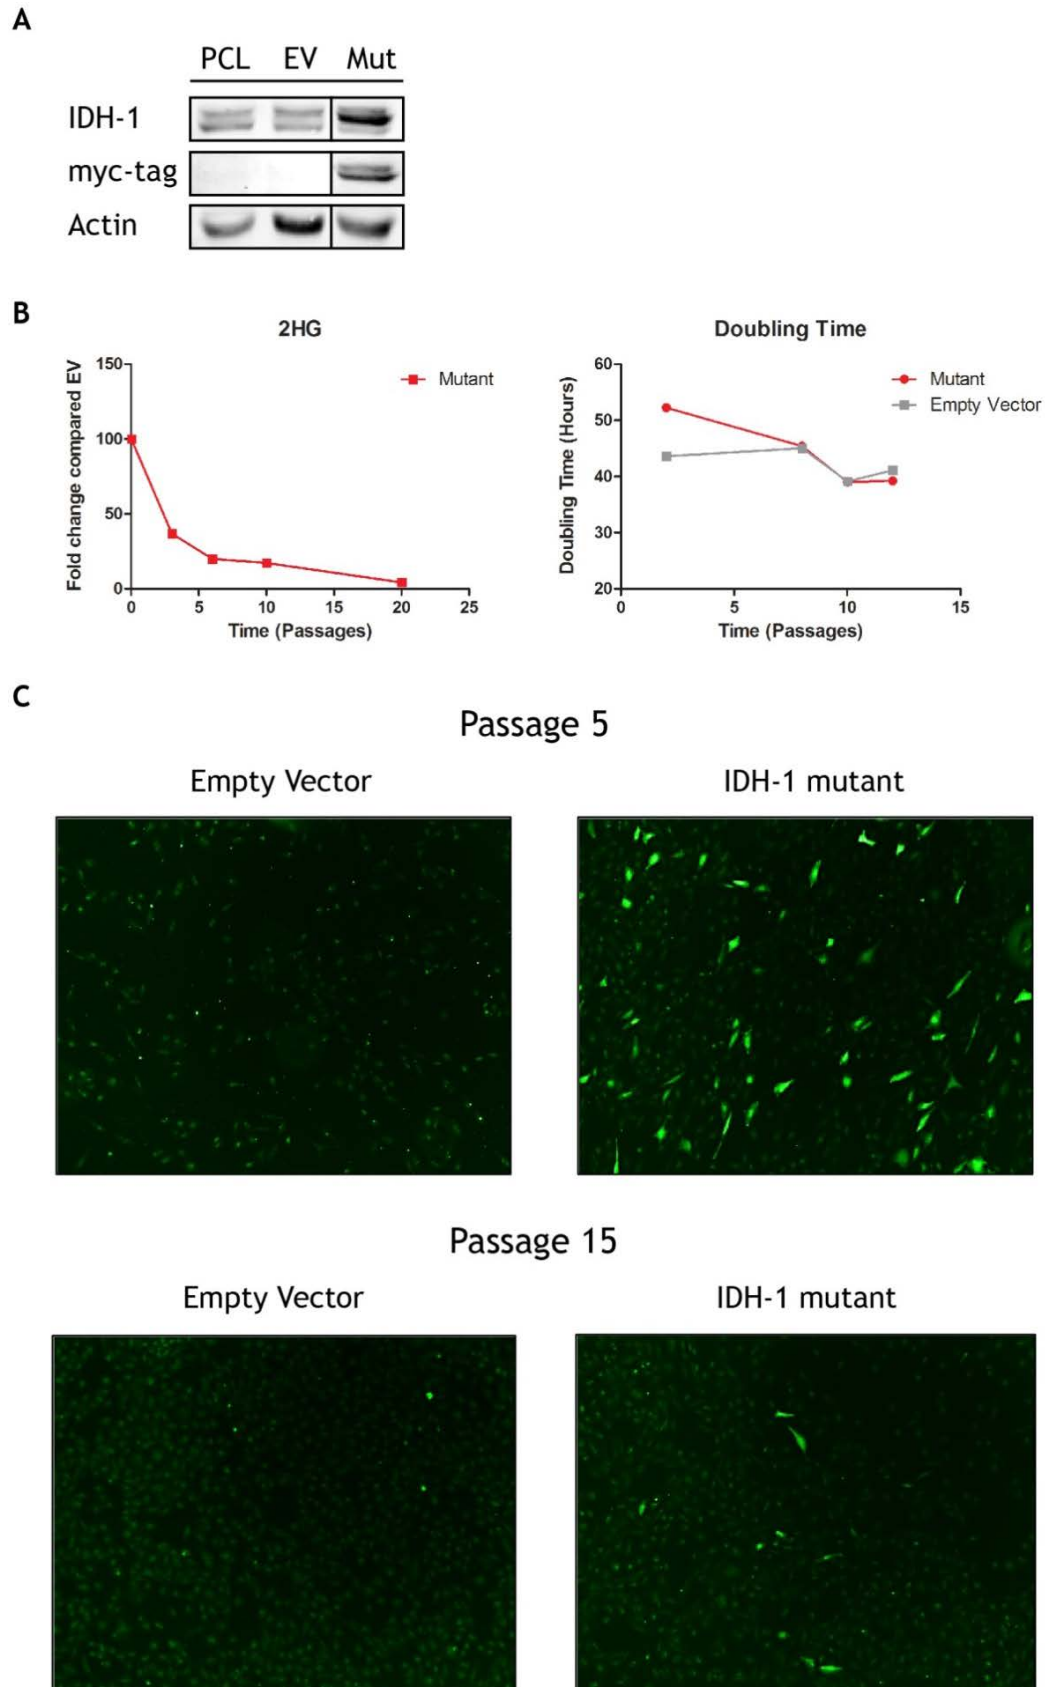 A
PCL EV Mut
IDH-1
myc-tag
Actin
B
2HG
Fold change compared EV
150
100
50
0
0 5 10 15 20 25
Time (Passages)
Mutant
Doubling Time
Doubling Time (Hours)
60
50
40
30
20
0 5 10 15
Time (Passages)
Mutant
Empty Vector
C
Passage 5
Empty Vector IDH-1 mutant
Passage 15
Empty Vector IDH-1 mutant